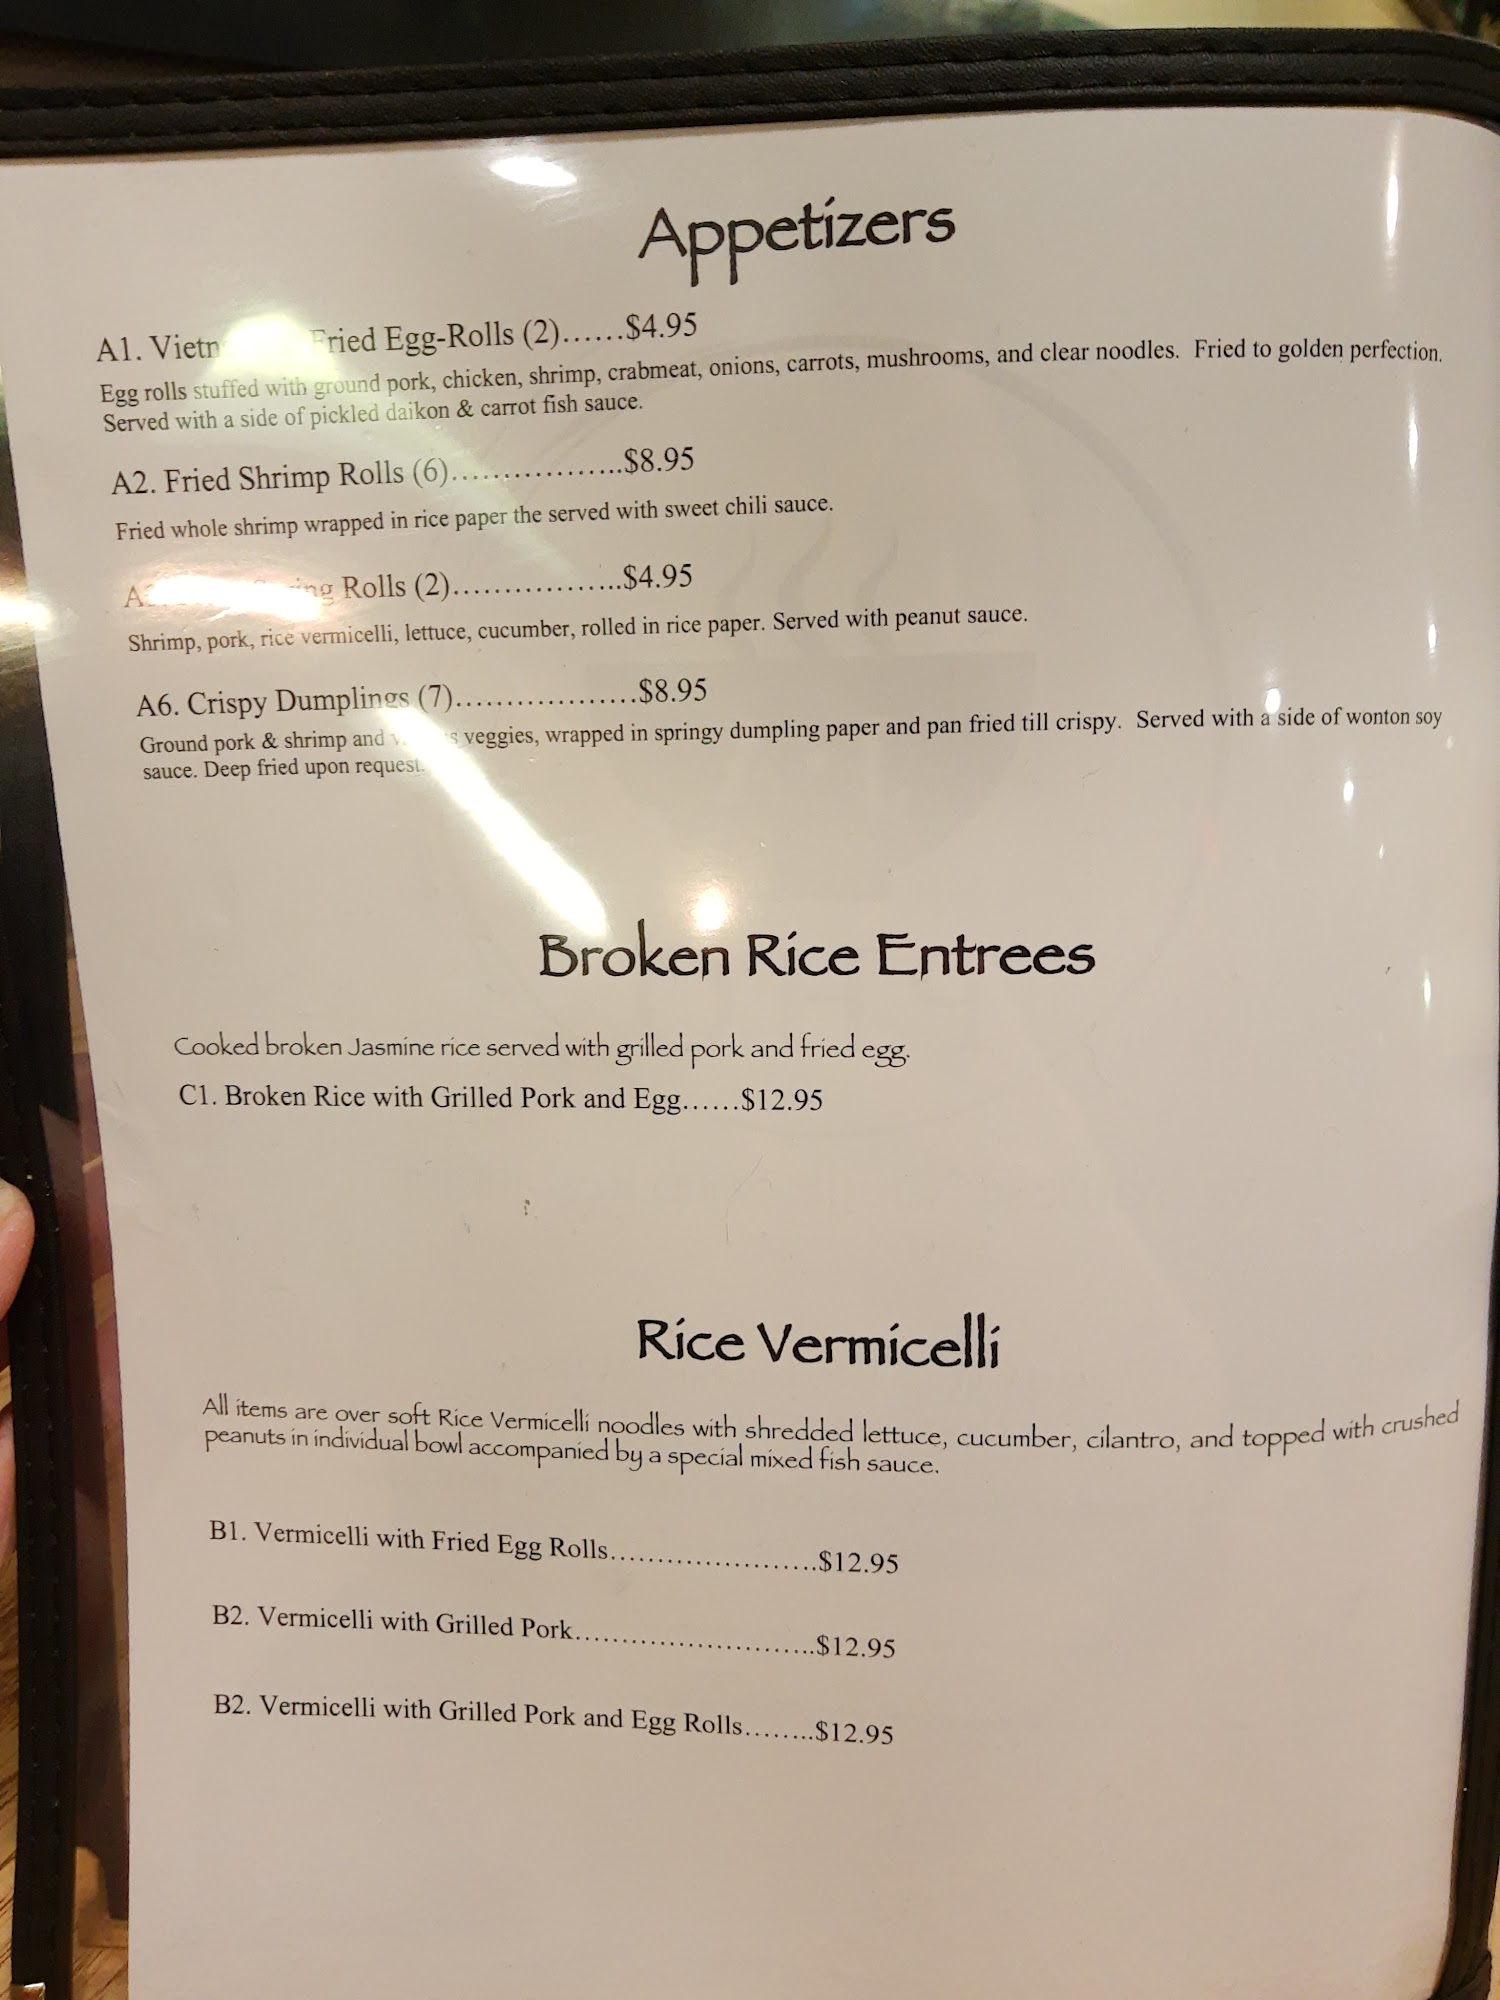 Appetizers
A1. Fried Egg-Rolls (2)......$4.95
Egg rolls stuffed with ground pork, chicken, shrimp, crabmeat, onions, carrots, mushrooms, and clear noodles. Fried to golden perfection.
Served with a side of pickled daikon & carrot fish sauce.
A2. Fried Shrimp Rolls (6)..................$8.95
Fried whole shrimp wrapped in rice paper the served with sweet chili sauce.
Rolls (2)..................$4.95
Shrimp, pork, rice vermicelli, lettuce, cucumber, rolled in rice paper. Served with peanut sauce.
A6. Crispy Dumplings (7)...................$8.95
Ground pork & shrimp and veggies, wrapped in springy dumpling paper and pan fried till crispy. Served with a side of wonton soy
sauce. Deep fried upon request.
Broken Rice Entrees
Cooked broken Jasmine rice served with grilled pork and fried egg.
C1. Broken Rice with Grilled Pork and Egg......$12.95
Rice Vermicelli
All items are over soft Rice Vermicelli noodles with shredded lettuce, cucumber, cilantro, and topped with crushed
peanuts in individual bowl accompanied by a special mixed fish sauce.
B1. Vermicelli with Fried Egg Rolls......................$12.95
B2. Vermicelli with Grilled Pork..........................$12.95
B2. Vermicelli with Grilled Pork and Egg Rolls........$12.95